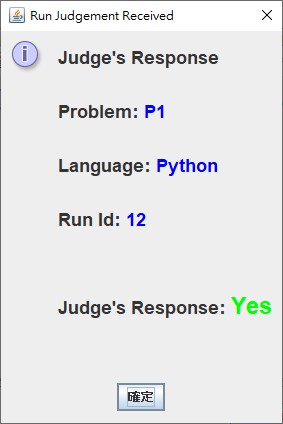 Run Judgement Received
Judge's Response
Problem: P1
Language: Python
Run Id: 12
Judge's Response: Yes
確定